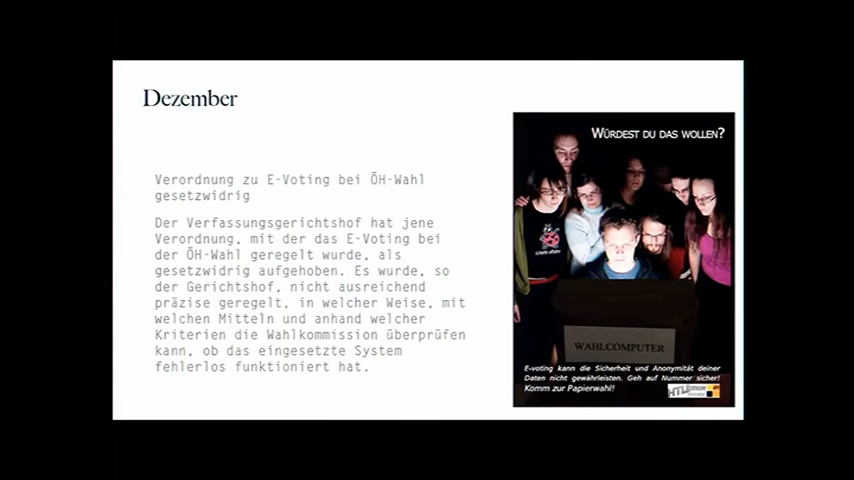 Dezember
Verordnung zu E-Voting bei ÖH-Wahl
gesetzwidrig
Der Verfassungsgerichtshof hat jene
Verordnung, mit der das E-Voting bei
der ÖH-Wahl geregelt wurde, als
gesetzwidrig aufgehoben. Es wurde, so
der Gerichtshof, nicht ausreichend
präzise geregelt, in welcher Weise, mit
welchen Mitteln und anhand welcher
Kriterien die Wahlkommission überprüfen
kann, ob das eingesetzte System
fehlerlos funktioniert hat.
WÜRDEST DU DAS WOLLEN?
WAHLCOMPUTER
E-voting kann die Sicherheit und Anonymität deiner
Daten nicht gewährleisten. Geh auf Nummer sicher!
Komm zur Papierwahl!
HTU